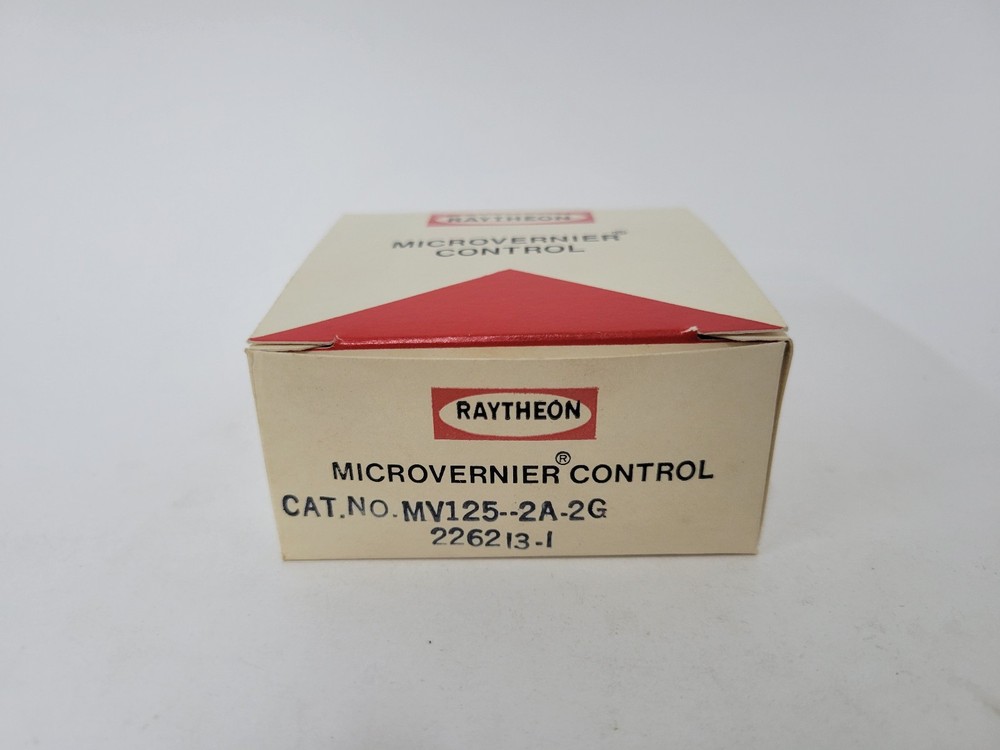 RAYTHEON
MICROVERNIER®
CONTROL
RAYTHEON
MICROVERNIER® CONTROL
CAT.NO. MV125--2A-2G
226213-1